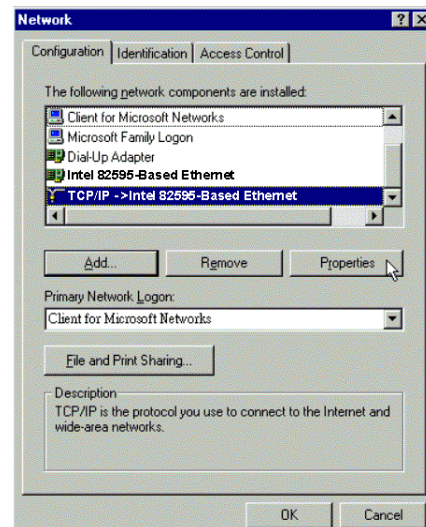 Network
? X
Configuration Identification Access Control
The following network components are installed:
Client for Microsoft Networks
Microsoft Family Logon
Dial-Up Adapter
Intel 82595-Based Ethernet
TCP/IP ->Intel 82595-Based Ethernet
Add... Remove Properties
Primary Network Logon:
Client for Microsoft Networks
File and Print Sharing...
Description
TCP/IP is the protocol you use to connect to the Internet and
wide-area networks.
OK Cancel